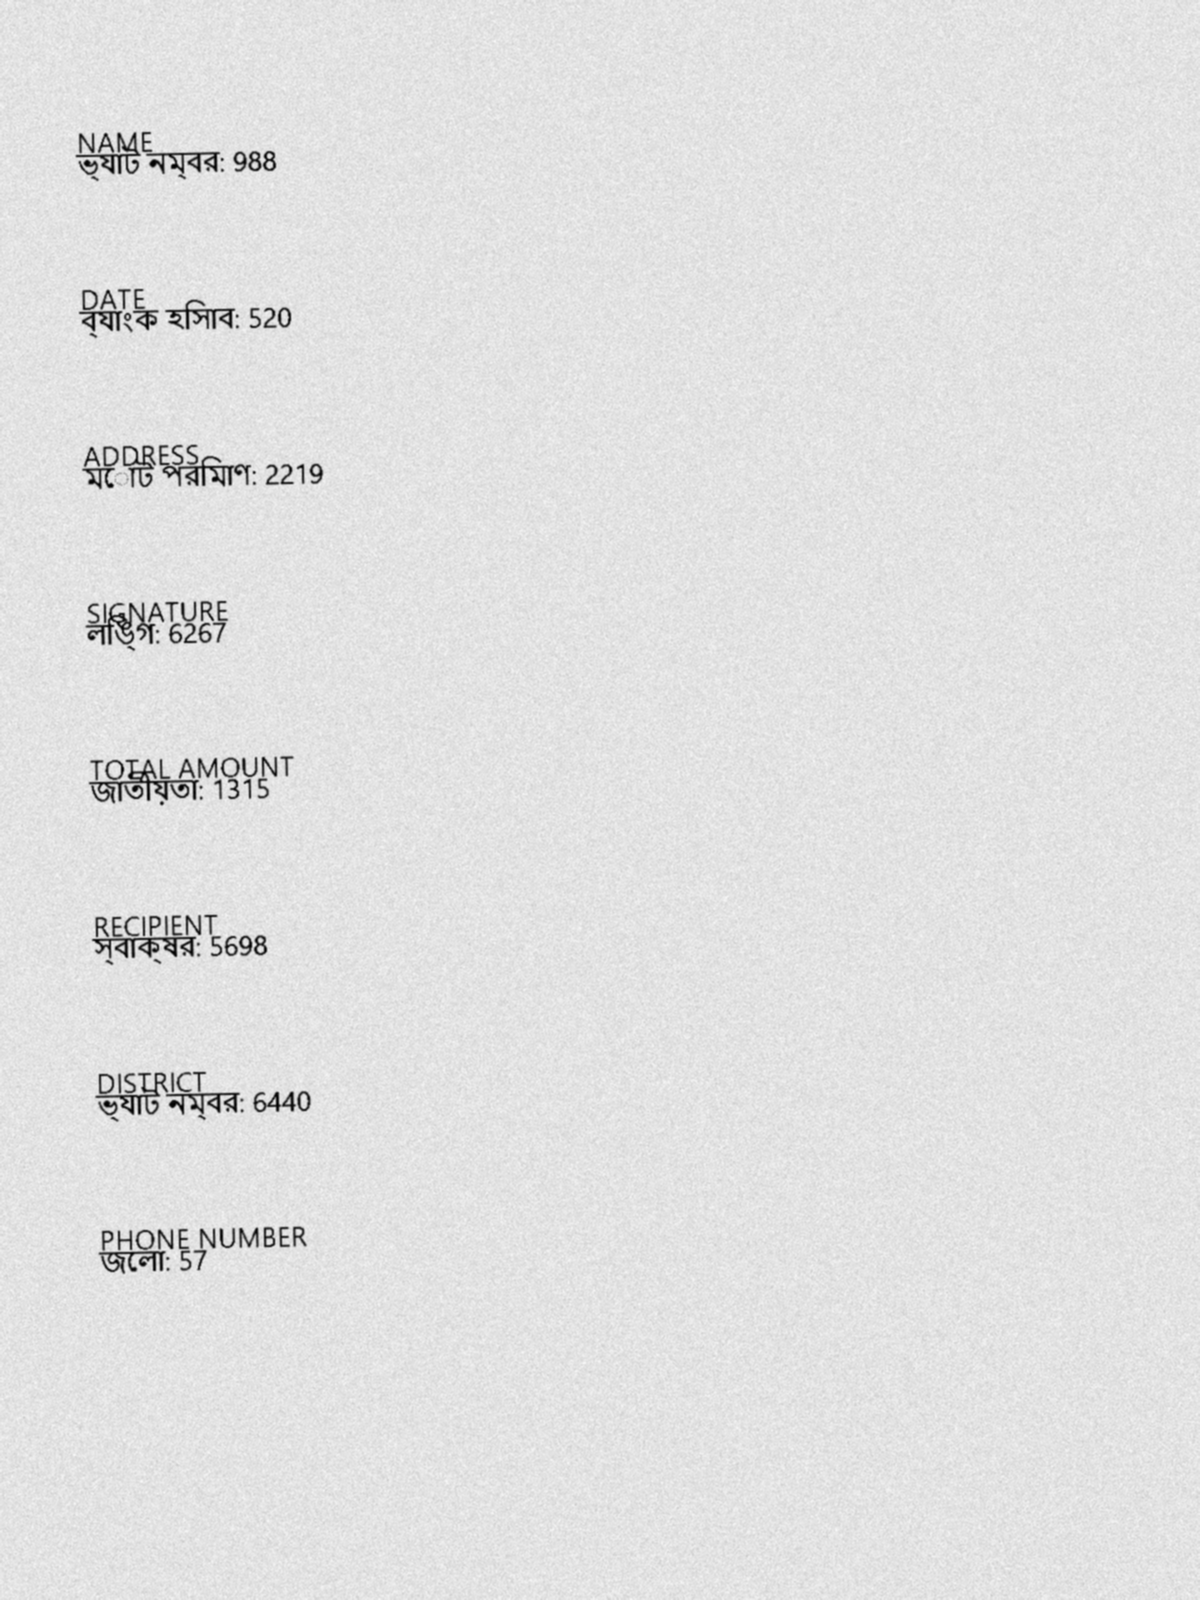 NAME
ভ্যাট নম্বর: 988
DATE
ব্যাংক হিসাব: 520
ADDRESS
মোট পরিমাণ: 2219
SIGNATURE
লিঙ্গ: 6267
TOTAL AMOUNT
জাতীয়তা: 1315
RECIPIENT
স্বাক্ষর: 5698
DISTRICT
ভ্যাট নম্বর: 6440
PHONE NUMBER
জেলা: 57